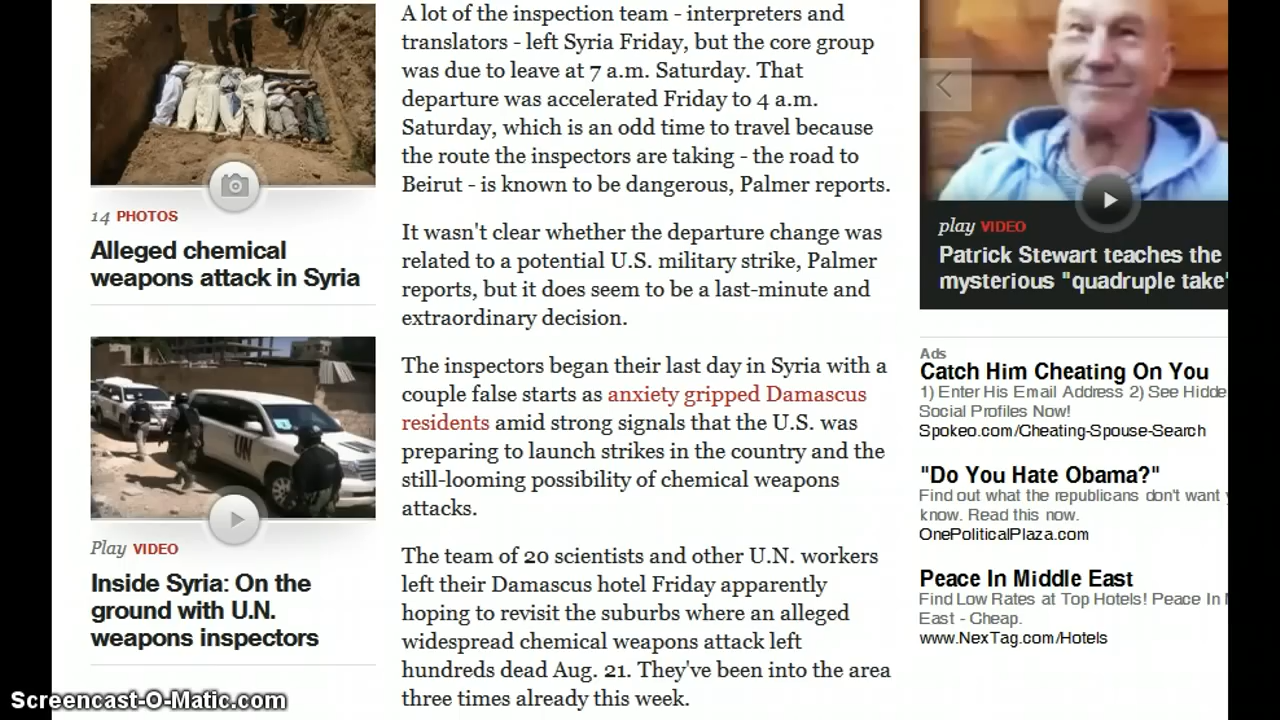 14 PHOTOS
Alleged chemical
weapons attack in Syria
UN
Play VIDEO
Inside Syria: On the
ground with U.N.
weapons inspectors
A lot of the inspection team - interpreters and
translators - left Syria Friday, but the core group
was due to leave at 7 a.m. Saturday. That
departure was accelerated Friday to 4 a.m.
Saturday, which is an odd time to travel because
the route the inspectors are taking - the road to
Beirut - is known to be dangerous, Palmer reports.
It wasn't clear whether the departure change was
related to a potential U.S. military strike, Palmer
reports, but it does seem to be a last-minute and
extraordinary decision.
The inspectors began their last day in Syria with a
couple false starts as anxiety gripped Damascus
residents amid strong signals that the U.S. was
preparing to launch strikes in the country and the
still-looming possibility of chemical weapons
attacks.
The team of 20 scientists and other U.N. workers
left their Damascus hotel Friday apparently
hoping to revisit the suburbs where an alleged
widespread chemical weapons attack left
hundreds dead Aug. 21. They've been into the area
three times already this week.
play VIDEO
Patrick Stewart teaches the
mysterious "quadruple take"
Ads
Catch Him Cheating On You
1) Enter His Email Address 2) See Hidde
Social Profiles Now!
Spokeo.com/Cheating-Spouse-Search
"Do You Hate Obama?"
Find out what the republicans don't want
know. Read this now.
OnePoliticalPlaza.com
Peace In Middle East
Find Low Rates at Top Hotels! Peace In
East - Cheap.
www.NexTag.com/Hotels
Screencast-O-Matic.com